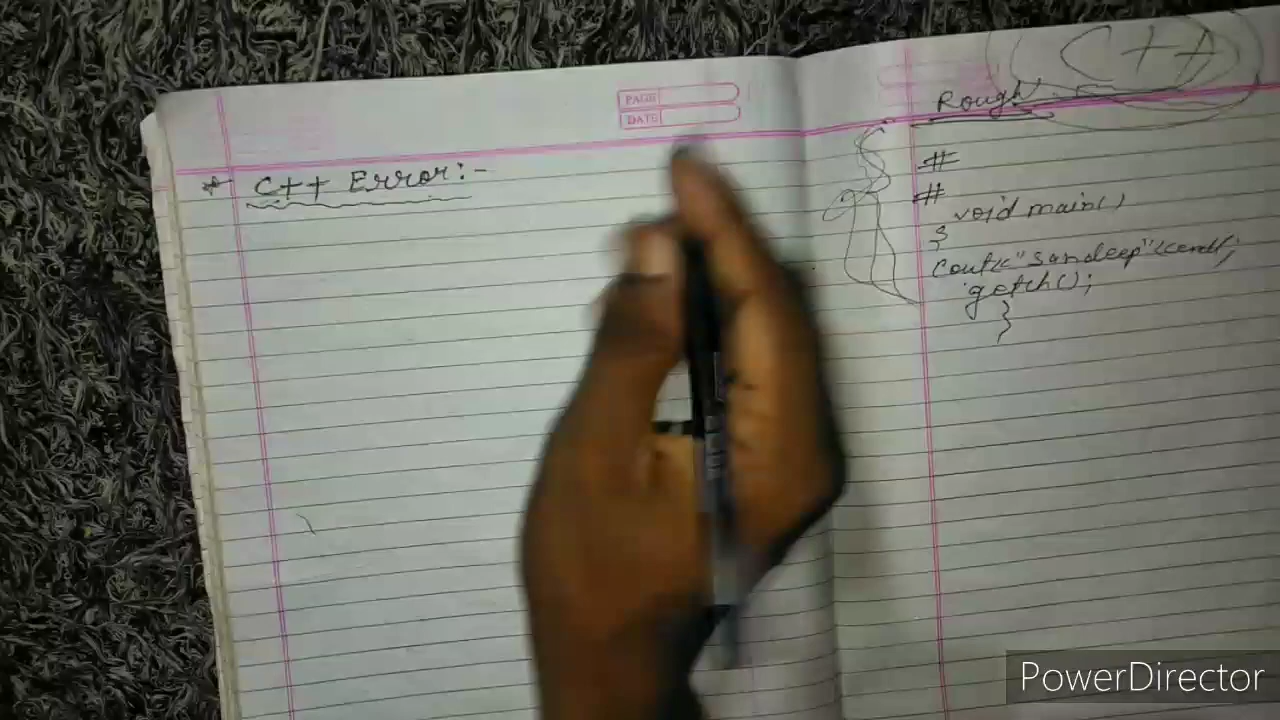 PAGE
DATE
* C++ Error:-
C++
Rough
#
#
void main()
{
cout<<"sandeep"<<endl;
getch();
}
PowerDirector